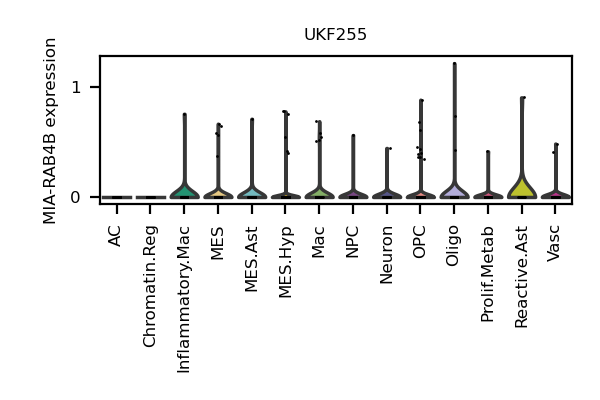 UKF255
MIA-RAB4B expression
1
0
AC
Chromatin.Reg
Inflammatory.Mac
MES
MES.Ast
MES.Hyp
Mac
NPC
Neuron
OPC
Oligo
Prolif.Metab
Reactive.Ast
Vasc